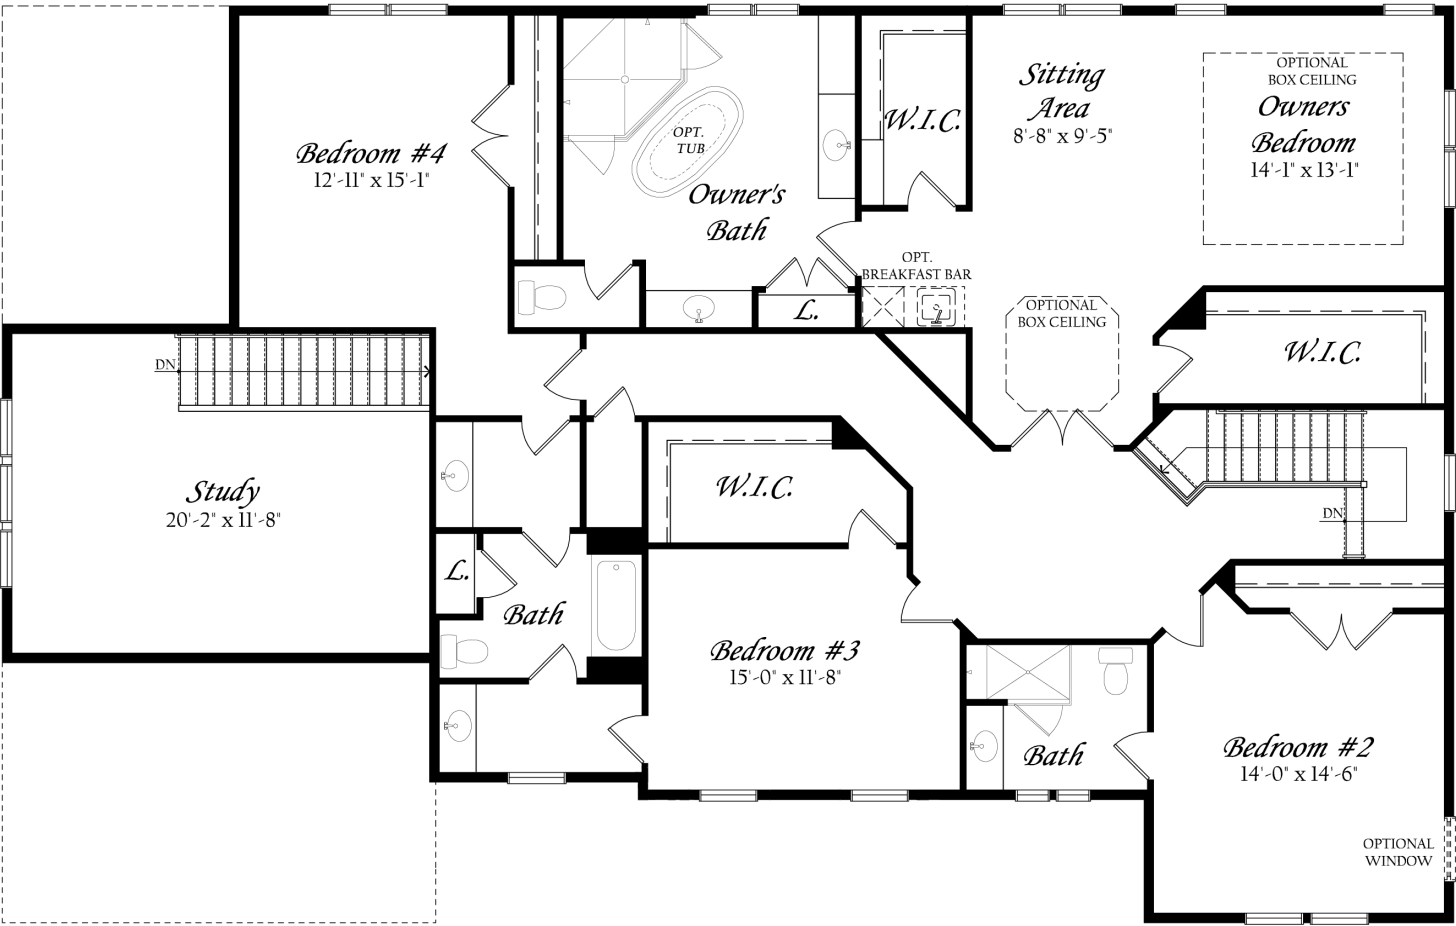 OPTIONAL
BOX CEILING
Sitting
Area
8'-8" x 9'-5"
Owners
Bedroom
14'-1" x 13'-1"
W.I.C.
OPT.
TUB
Bedroom #4
12'-11" x 15'-1"
Owner's
Bath
OPT.
BREAKFAST BAR
L.
OPTIONAL
BOX CEILING
W.I.C.
DN
Study
20'-2" x 11'-8"
W.I.C.
DN
L.
Bath
Bedroom #3
15'-0" x 11'-8"
Bath
Bedroom #2
14'-0" x 14'-6"
OPTIONAL
WINDOW